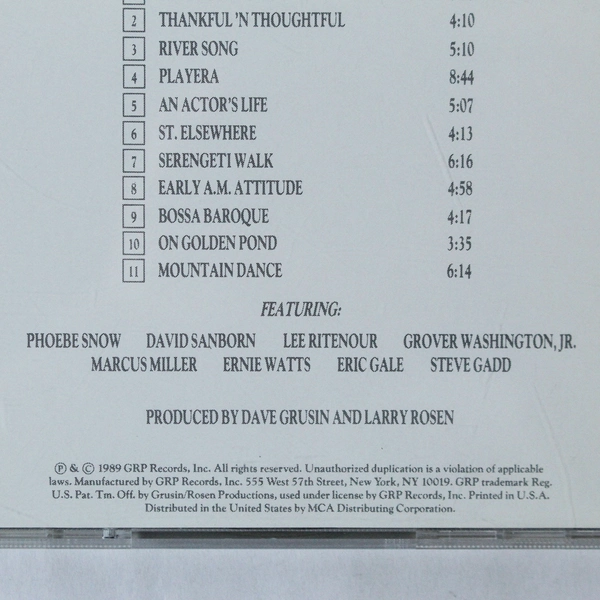 2 THANKFUL 'N THOUGHTFUL 4:10
3 RIVER SONG 5:10
4 PLAYERA 8:44
5 AN ACTOR'S LIFE 5:07
6 ST. ELSEWHERE 4:13
7 SERENGETI WALK 6:16
8 EARLY A.M. ATTITUDE 4:58
9 BOSSA BAROQUE 4:17
10 ON GOLDEN POND 3:35
11 MOUNTAIN DANCE 6:14
FEATURING:
PHOEBE SNOW DAVID SANBORN LEE RITENOUR GROVER WASHINGTON, JR.
MARCUS MILLER ERNIE WATTS ERIC GALE STEVE GADD
PRODUCED BY DAVE GRUSIN AND LARRY ROSEN
℗ & © 1989 GRP Records, Inc. All rights reserved. Unauthorized duplication is a violation of applicable
laws. Manufactured by GRP Records, Inc. 555 West 57th Street, New York, NY 10019. GRP trademark Reg.
U.S. Pat. Tm. Off. by Grusin/Rosen Productions, used under license by GRP Records, Inc. Printed in U.S.A.
Distributed in the United States by MCA Distributing Corporation.